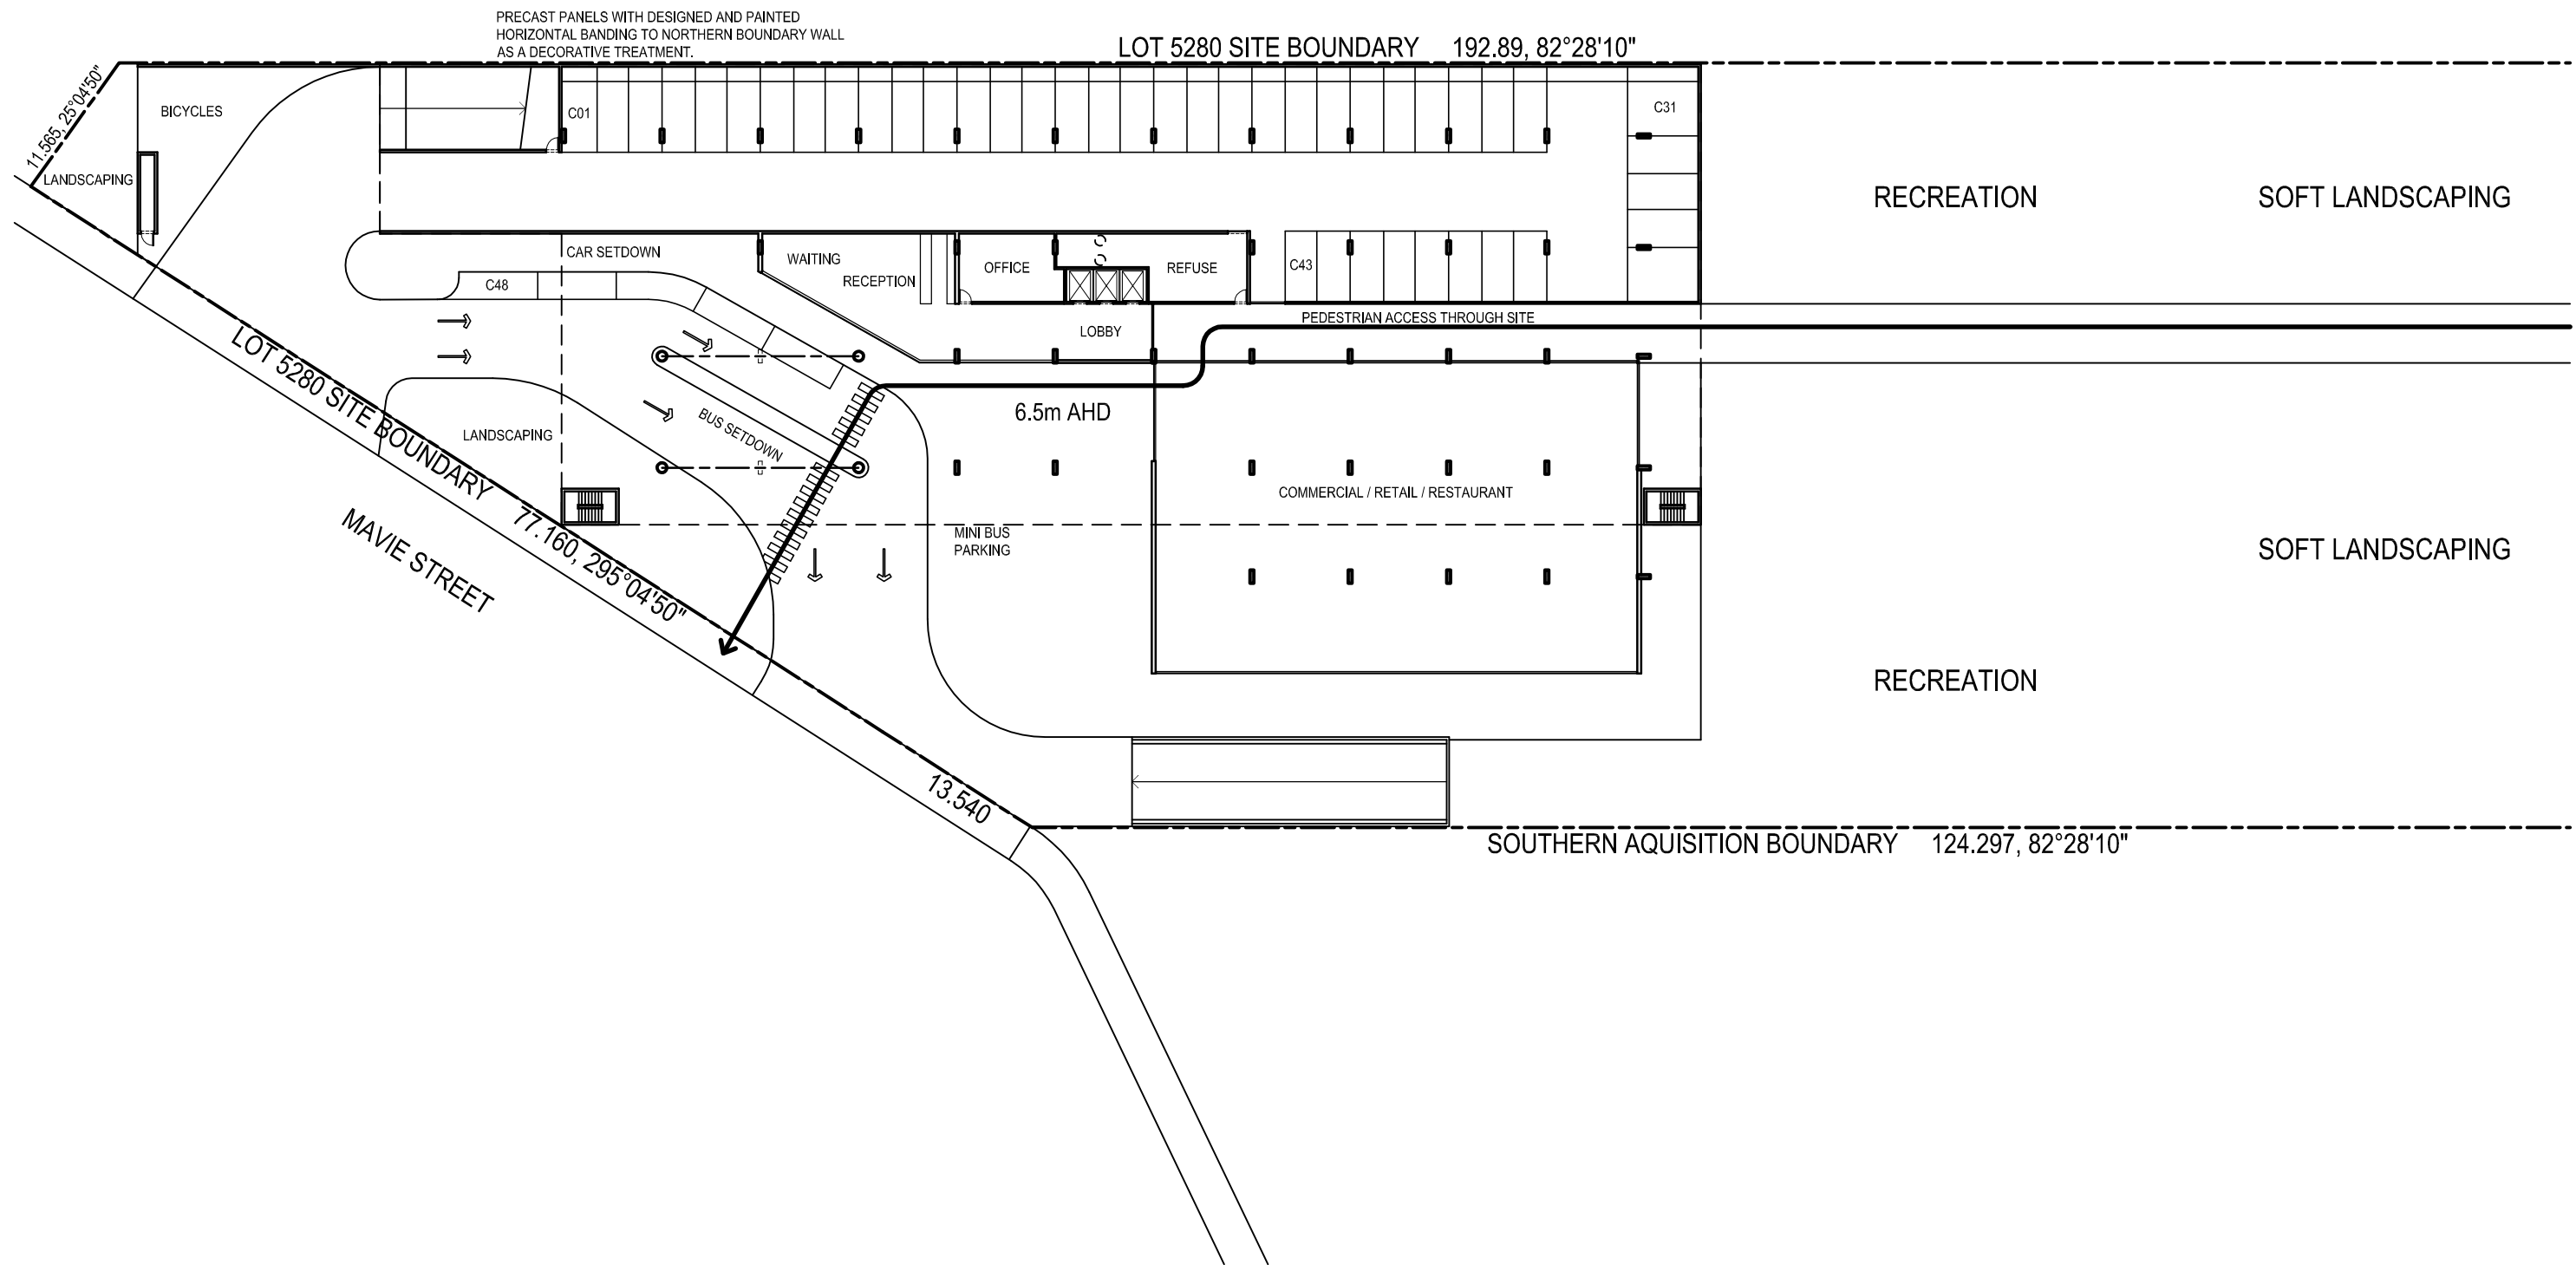 PRECAST PANELS WITH DESIGNED AND PAINTED
HORIZONTAL BANDING TO NORTHERN BOUNDARY WALL
AS A DECORATIVE TREATMENT.
LOT 5280 SITE BOUNDARY 192.89, 82°28'10"
11.565, 25°04'50"
BICYCLES
C01
C31
LANDSCAPING
RECREATION
SOFT LANDSCAPING
CAR SETDOWN
WAITING
RECEPTION
OFFICE
REFUSE
C43
C48
PEDESTRIAN ACCESS THROUGH SITE
LOBBY
LOT 5280 SITE BOUNDARY 77.160, 295°04'50"
6.5m AHD
BUS SETDOWN
LANDSCAPING
COMMERCIAL / RETAIL / RESTAURANT
MAVIE STREET
MINI BUS
PARKING
SOFT LANDSCAPING
RECREATION
13.540
SOUTHERN AQUISITION BOUNDARY 124.297, 82°28'10"